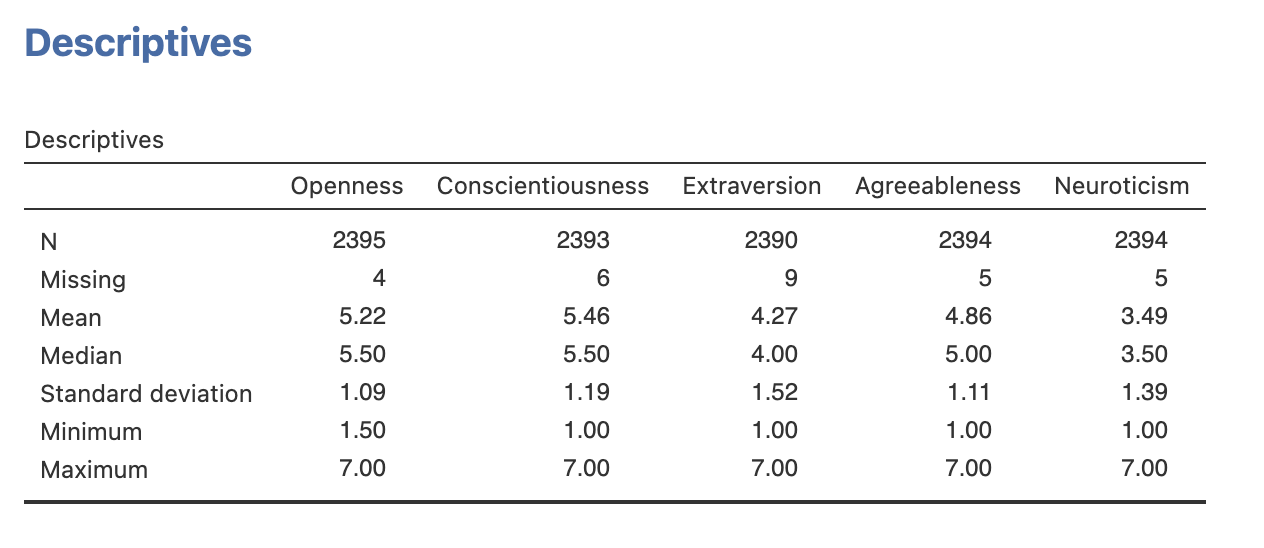 Descriptives
Descriptives
Openness Conscientiousness Extraversion Agreeableness Neuroticism
N 2395 2393 2390 2394 2394
Missing 4 6 9 5 5
Mean 5.22 5.46 4.27 4.86 3.49
Median 5.50 5.50 4.00 5.00 3.50
Standard deviation 1.09 1.19 1.52 1.11 1.39
Minimum 1.50 1.00 1.00 1.00 1.00
Maximum 7.00 7.00 7.00 7.00 7.00